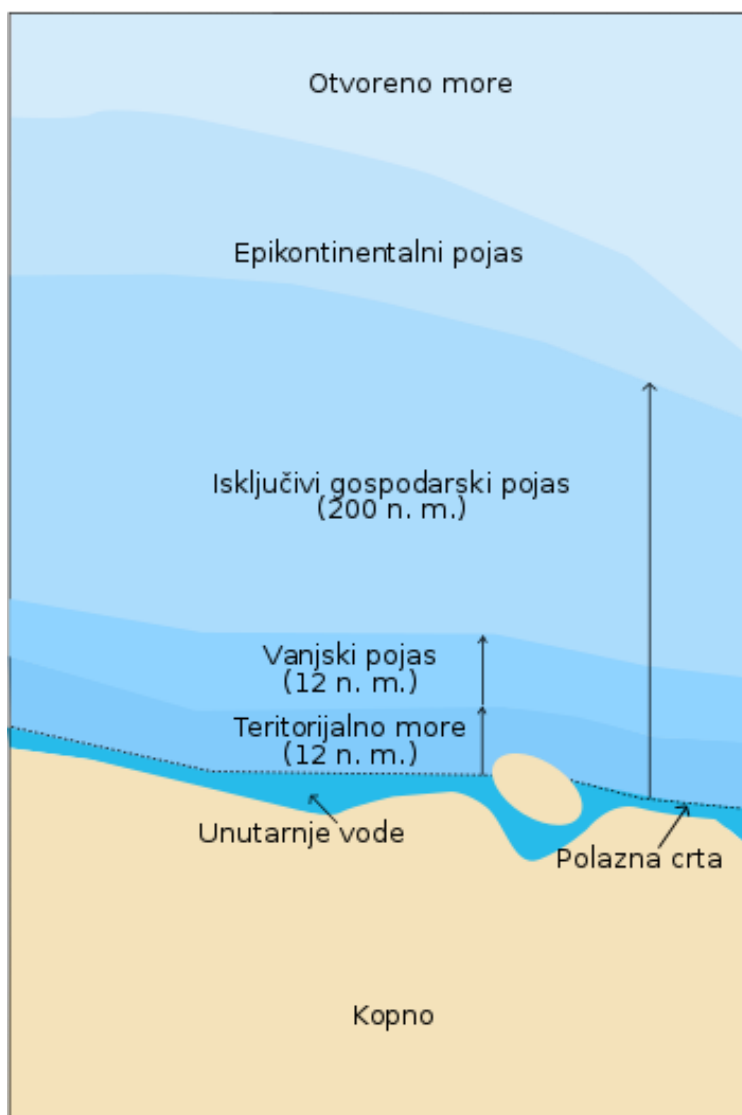 Otvoreno more
Epikontinentalni pojas
Isključivi gospodarski pojas
(200 n. m.)
Vanjski pojas
(12 n. m.)
Teritorijalno more
(12 n. m.)
Unutarnje vode
Polazna crta
Kopno